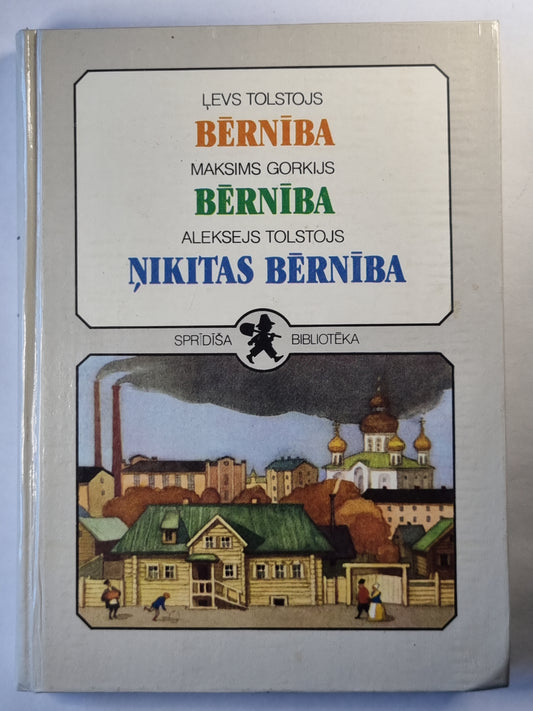 ĻEVS TOLSTOJS
BĒRNĪBA
MAKSIMS GORKIJS
BĒRNĪBA
ALEKSEJS TOLSTOJS
ŅIKITAS BĒRNĪBA
SPRĪDĪŠA BIBLIOTĒKA